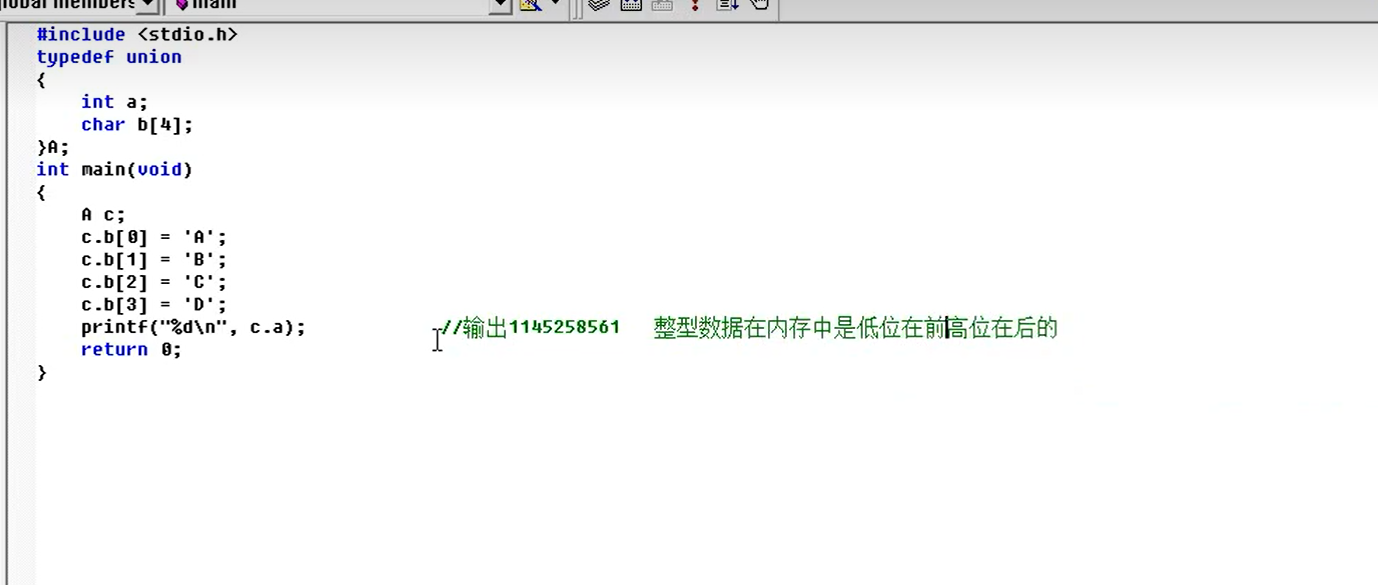 lobal members main
#include <stdio.h>
typedef union
{
    int a;
    char b[4];
}A;
int main(void)
{
    A c;
    c.b[0] = 'A';
    c.b[1] = 'B';
    c.b[2] = 'C';
    c.b[3] = 'D';
    printf("%d\n", c.a);            //输出1145258561   整型数据在内存中是低位在前高位在后的
    return 0;
}